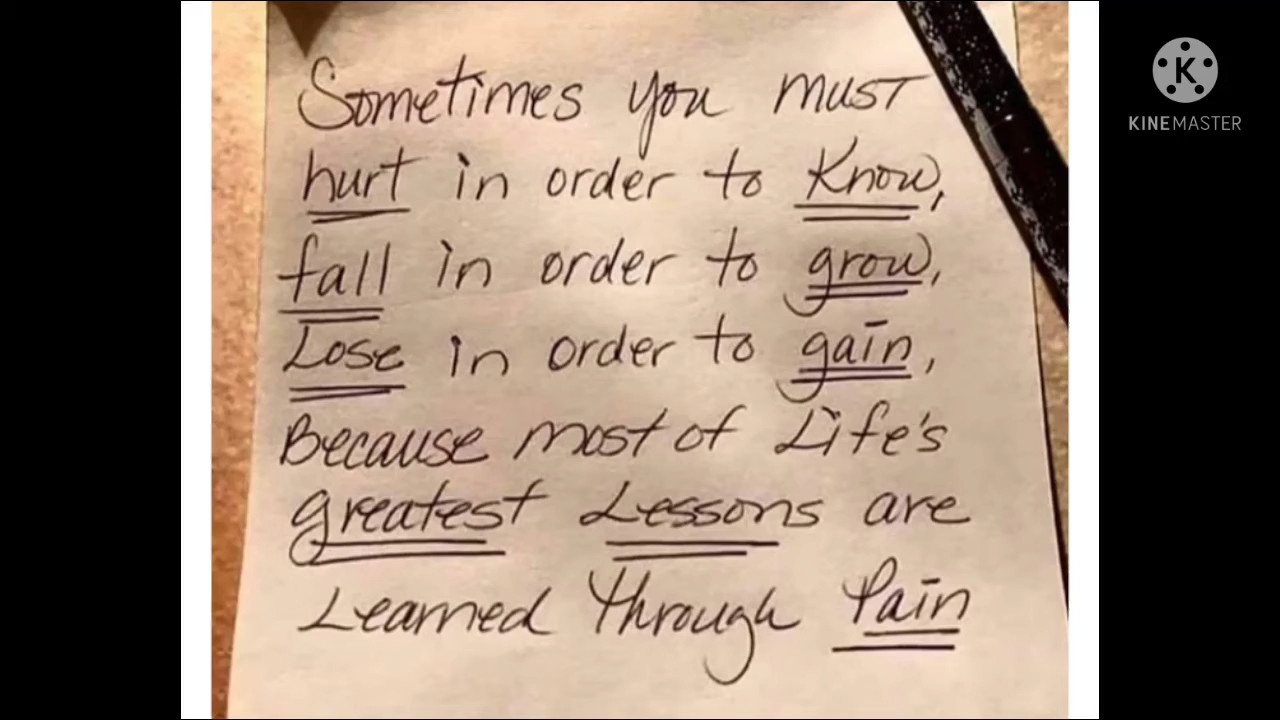 Sometimes you must
hurt in order to Know,
fall in order to grow,
Lose in order to gain,
Because most of Life's
greatest Lessons are
Learned through Pain
K
KINEMASTER